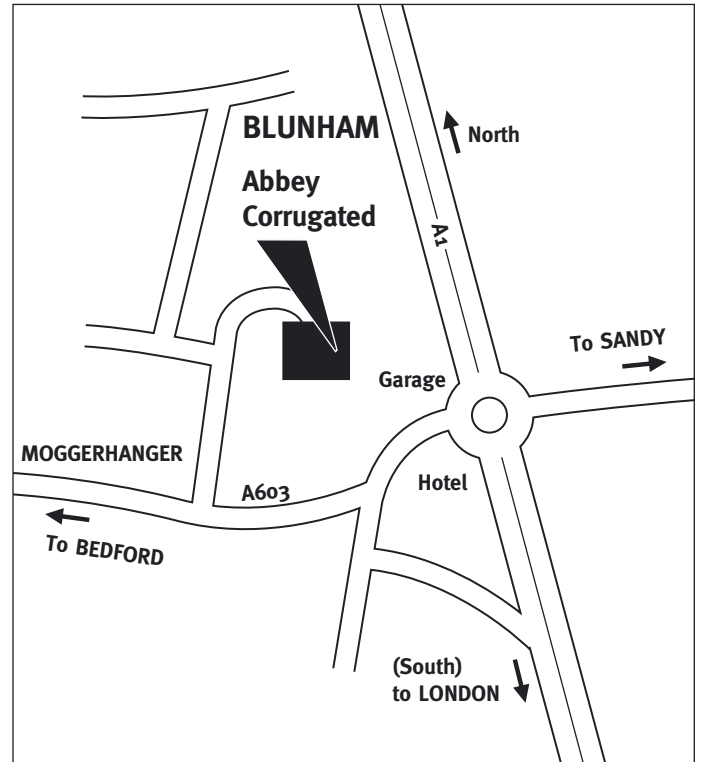 BLUNHAM
North
Abbey
Corrugated
A1
To SANDY
Garage
MOGGERHANGER
A603
Hotel
To BEDFORD
(South)
to LONDON